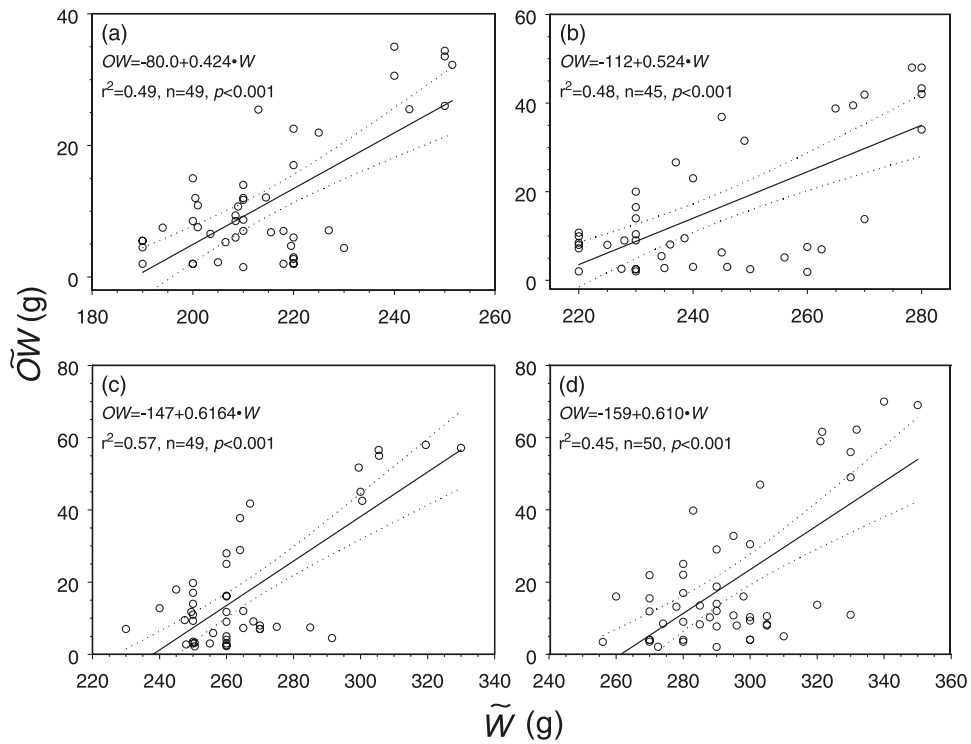 (a)
OW=-80.0+0.424•W
r²=0.49, n=49, p<0.001
40
20
0
180 200 220 240 260
(b)
OW=-112+0.524•W
r²=0.48, n=45, p<0.001
60
40
20
0
220 240 260 280
(c)
OW=-147+0.6164•W
r²=0.57, n=49, p<0.001
80
60
40
20
0
220 240 260 280 300 320 340
(d)
OW=-159+0.610•W
r²=0.45, n=50, p<0.001
80
60
40
20
0
240 260 280 300 320 340 360
O͂W (g)
W͂ (g)